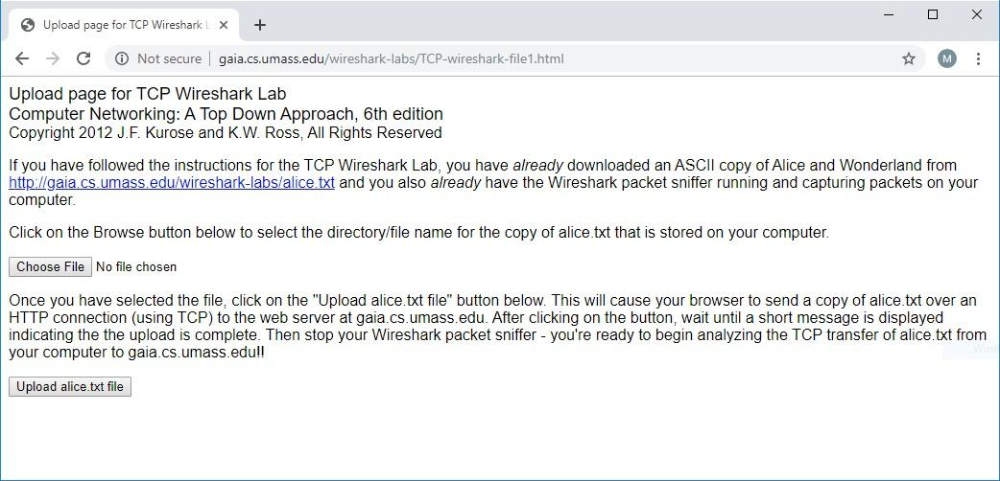 Upload page for TCP Wireshark L
Not secure | gaia.cs.umass.edu/wireshark-labs/TCP-wireshark-file1.html
M
Upload page for TCP Wireshark Lab
Computer Networking: A Top Down Approach, 6th edition
Copyright 2012 J.F. Kurose and K.W. Ross, All Rights Reserved
If you have followed the instructions for the TCP Wireshark Lab, you have already downloaded an ASCII copy of Alice and Wonderland from
http://gaia.cs.umass.edu/wireshark-labs/alice.txt and you also already have the Wireshark packet sniffer running and capturing packets on your
computer.
Click on the Browse button below to select the directory/file name for the copy of alice.txt that is stored on your computer.
Choose File No file chosen
Once you have selected the file, click on the "Upload alice.txt file" button below. This will cause your browser to send a copy of alice.txt over an
HTTP connection (using TCP) to the web server at gaia.cs.umass.edu. After clicking on the button, wait until a short message is displayed
indicating the the upload is complete. Then stop your Wireshark packet sniffer - you're ready to begin analyzing the TCP transfer of alice.txt from
your computer to gaia.cs.umass.edu!!
Upload alice.txt file